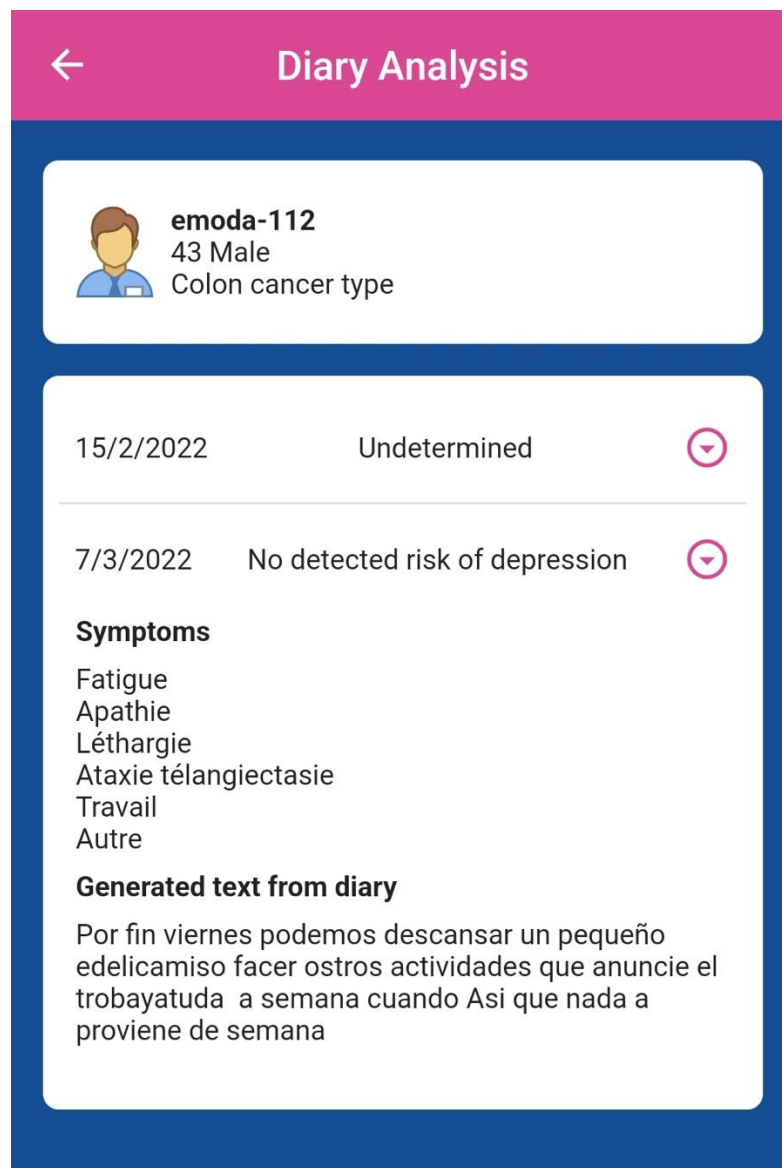 Diary Analysis
emoda-112
43 Male
Colon cancer type
15/2/2022 Undetermined
7/3/2022 No detected risk of depression
Symptoms
Fatigue
Apathie
Léthargie
Ataxie télangiectasie
Travail
Autre
Generated text from diary
Por fin viernes podemos descansar un pequeño
edelicamiso facer ostros actividades que anuncie el
trobayatuda  a semana cuando Asi que nada a
proviene de semana